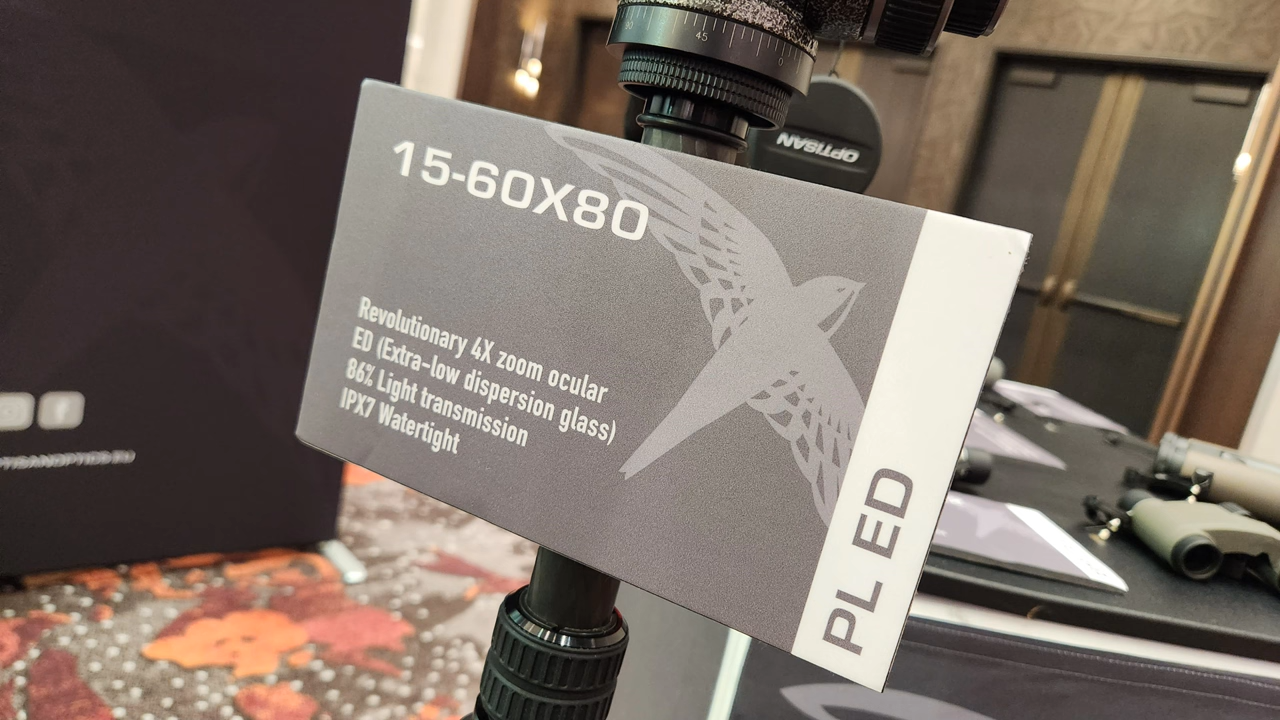 45
OPTISAN
15-60X80
Revolutionary 4X zoom ocular
ED (Extra-low dispersion glass)
86% Light transmission
IPX7 Watertight
PL ED